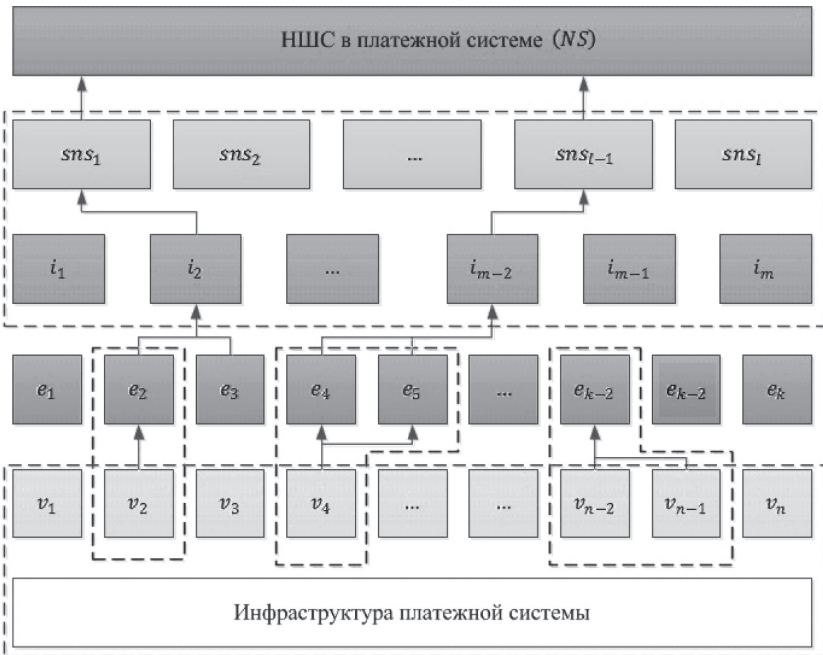 НШС в платежной системе (NS)
sns₁ sns₂ ... snsₗ₋₁ snsₗ
i₁ i₂ ... iₘ₋₂ iₘ₋₁ iₘ
e₁ e₂ e₃ e₄ e₅ ... eₖ₋₂ eₖ₋₂ eₖ
v₁ v₂ v₃ v₄ ... ... vₙ₋₂ vₙ₋₁ vₙ
Инфраструктура платежной системы